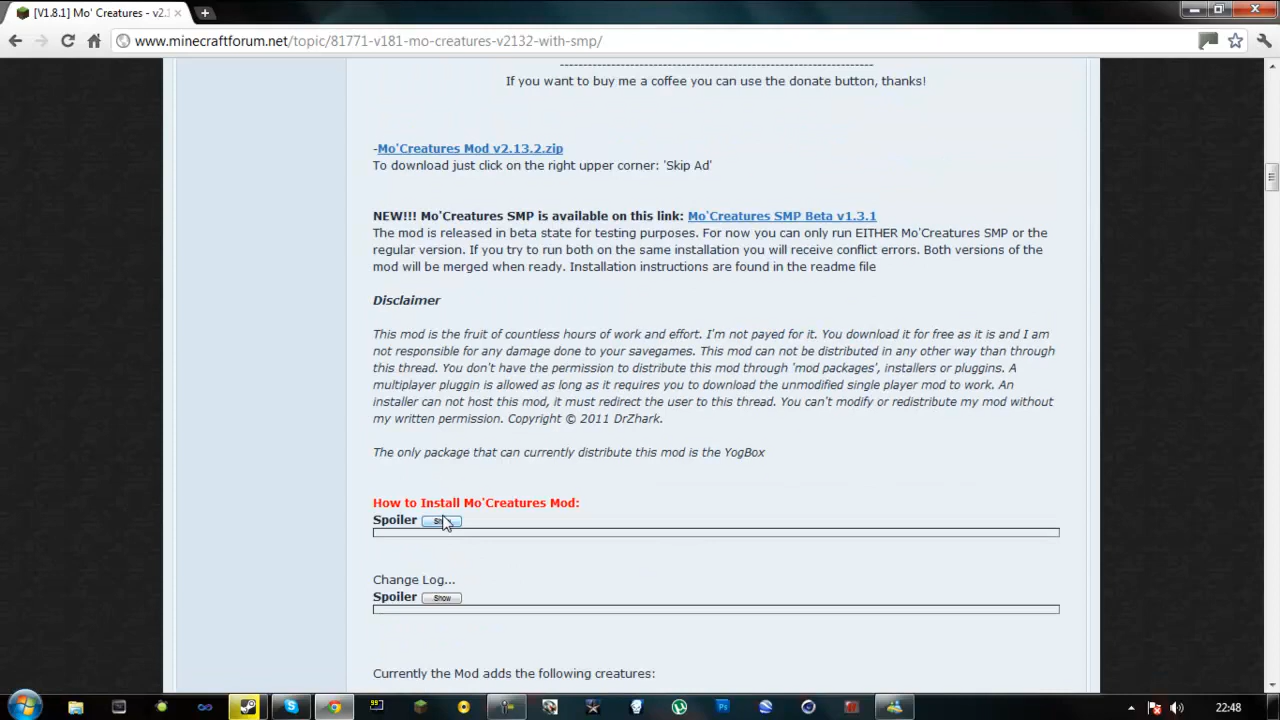 [V1.8.1] Mo' Creatures - v2.1
www.minecraftforum.net/topic/81771-v181-mo-creatures-v2132-with-smp/
If you want to buy me a coffee you can use the donate button, thanks!
-Mo'Creatures Mod v2.13.2.zip
To download just click on the right upper corner: 'Skip Ad'
NEW!!! Mo'Creatures SMP is available on this link: Mo'Creatures SMP Beta v1.3.1
The mod is released in beta state for testing purposes. For now you can only run EITHER Mo'Creatures SMP or the
regular version. If you try to run both on the same installation you will receive conflict errors. Both versions of the
mod will be merged when ready. Installation instructions are found in the readme file
Disclaimer
This mod is the fruit of countless hours of work and effort. I'm not payed for it. You download it for free as it is and I am
not responsible for any damage done to your savegames. This mod can not be distributed in any other way than through
this thread. You don't have the permission to distribute this mod through 'mod packages', installers or pluggins. A
multiplayer pluggin is allowed as long as it requires you to download the unmodified single player mod to work. An
installer can not host this mod, it must redirect the user to this thread. You can't modify or redistribute my mod without
my written permission. Copyright © 2011 DrZhark.
The only package that can currently distribute this mod is the YogBox
How to Install Mo'Creatures Mod:
Spoiler
Change Log...
Spoiler Show
Currently the Mod adds the following creatures:
22:48